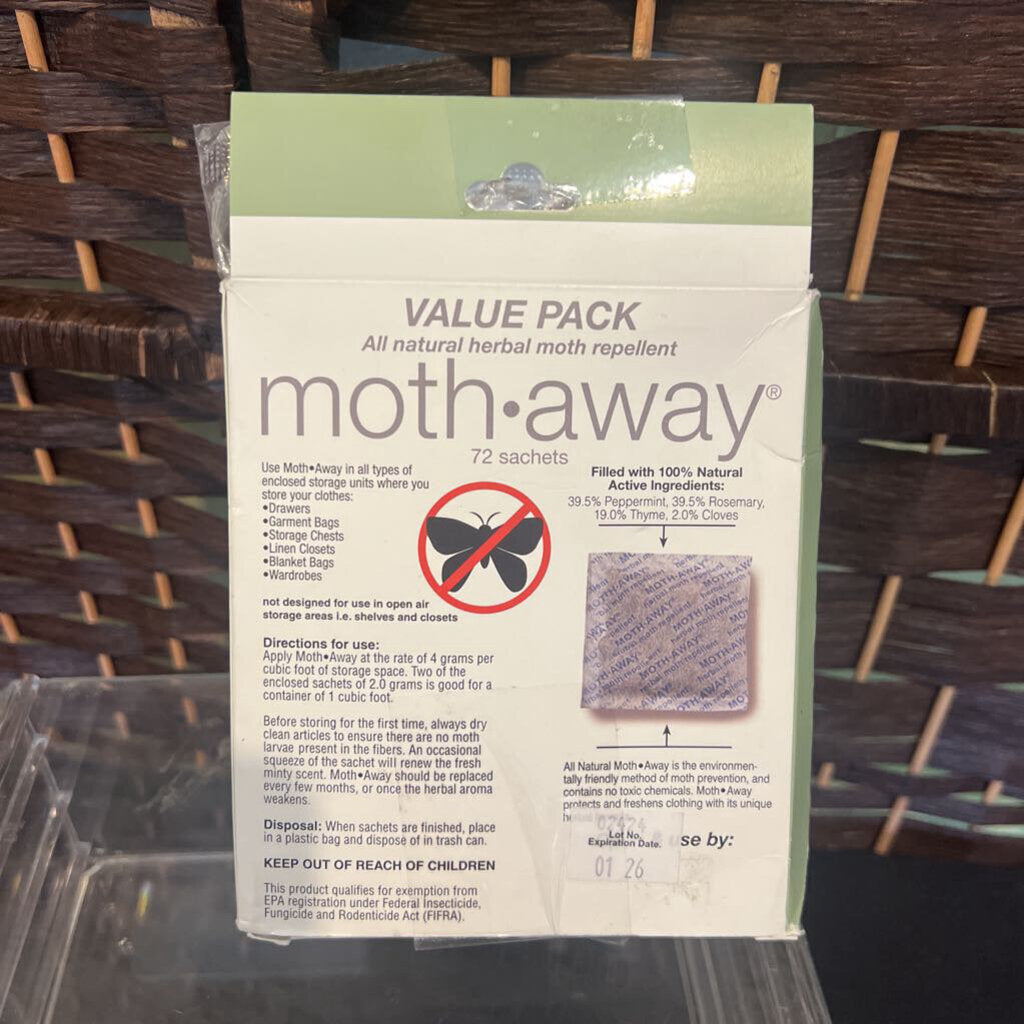 VALUE PACK
All natural herbal moth repellent
moth•away®
72 sachets
Use Moth•Away in all types of
enclosed storage units where you
store your clothes:
•Drawers
•Garment Bags
•Storage Chests
•Linen Closets
•Blanket Bags
•Wardrobes
not designed for use in open air
storage areas i.e. shelves and closets
Directions for use:
Apply Moth•Away at the rate of 4 grams per
cubic foot of storage space. Two of the
enclosed sachets of 2.0 grams is good for a
container of 1 cubic foot.
Before storing for the first time, always dry
clean articles to ensure there are no moth
larvae present in the fibers. An occasional
squeeze of the sachet will renew the fresh
minty scent. Moth•Away should be replaced
every few months, or once the herbal aroma
weakens.
Disposal: When sachets are finished, place
in a plastic bag and dispose of in trash can.
KEEP OUT OF REACH OF CHILDREN
This product qualifies for exemption from
EPA registration under Federal Insecticide,
Fungicide and Rodenticide Act (FIFRA).
Filled with 100% Natural
Active Ingredients:
39.5% Peppermint, 39.5% Rosemary,
19.0% Thyme, 2.0% Cloves
MOTH-AWAY
herbal moth repellent
All Natural Moth•Away is the environmen-
tally friendly method of moth prevention, and
contains no toxic chemicals. Moth•Away
protects and freshens clothing with its unique
02424
Lot No.
Expiration Date.
use by:
01 26